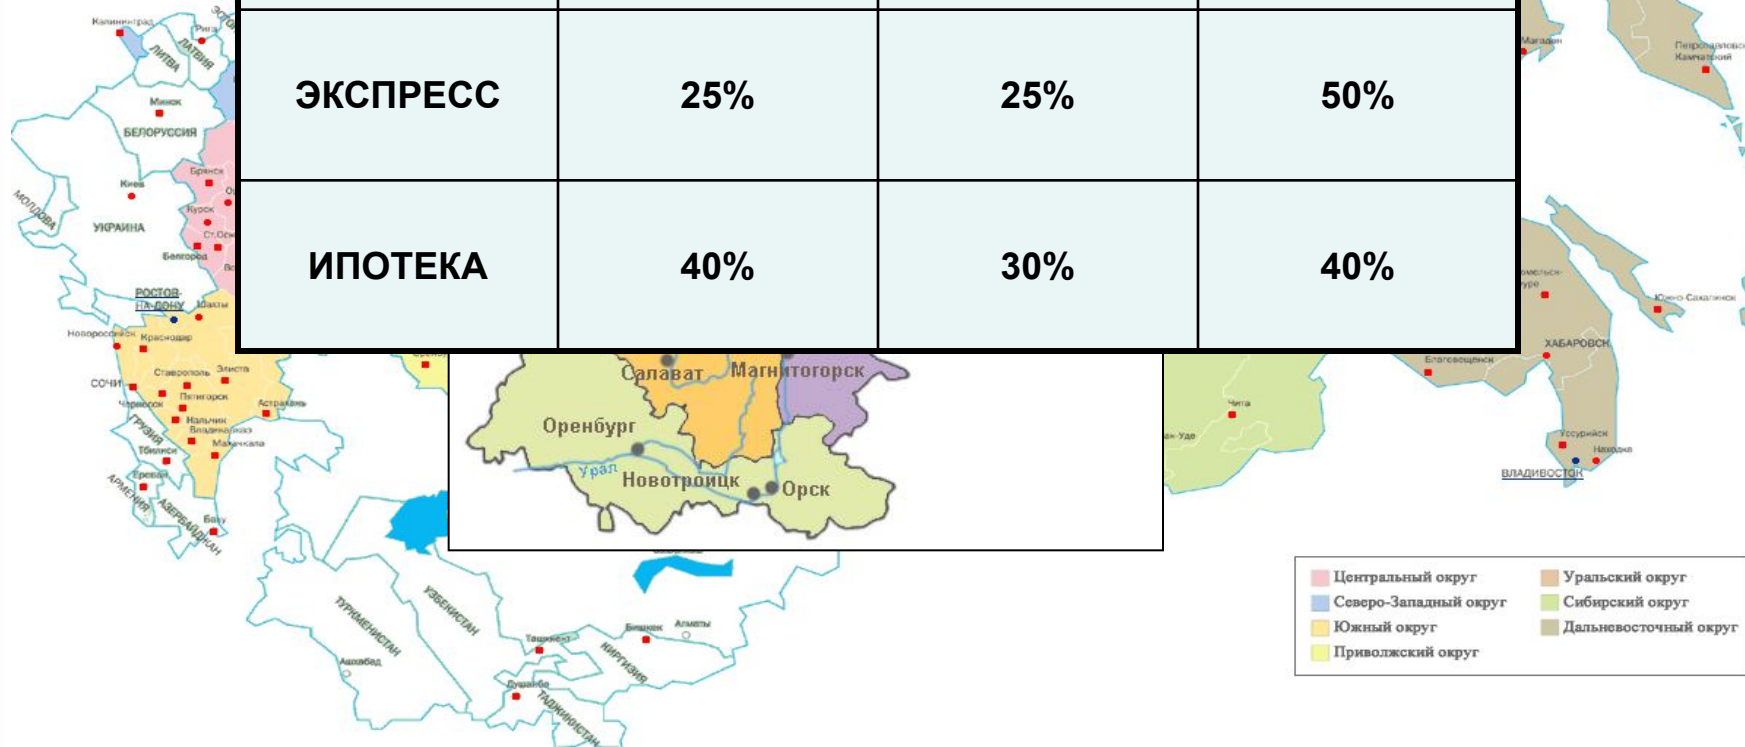 ЭКСПРЕСС 25% 25% 50%
ИПОТЕКА 40% 30% 40%
Калининград
Рига
ЛИТВА
ЛАТВИЯ
Минск
БЕЛОРУССИЯ
Брянск
Киев
Курск
МОЛДОВА
УКРАИНА
Белгород
РОСТОВ-
НА-ДОНУ
Шахты
Новороссийск
Краснодар
Ставрополь
Элиста
СОЧИ
Пятигорск
Черкесск
Астрахань
Нальчик
Владикавказ
Махачкала
ГРУЗИЯ
Тбилиси
Ереван
АРМЕНИЯ
АЗЕРБАЙДЖАН
Баку
Салават
Магнитогорск
Оренбург
Урал
Новотроицк
Орск
ТУРКМЕНИСТАН
УЗБЕКИСТАН
Ашхабад
Ташкент
Бишкек
Алматы
КИРГИЗИЯ
Душанбе
ТАДЖИКИСТАН
Магадан
Петропавловск
Камчатский
Южно-Сахалинск
ХАБАРОВСК
Благовещенск
Чита
Уссурийск
Находка
ВЛАДИВОСТОК
Центральный округ
Северо-Западный округ
Южный округ
Приволжский округ
Уральский округ
Сибирский округ
Дальневосточный округ